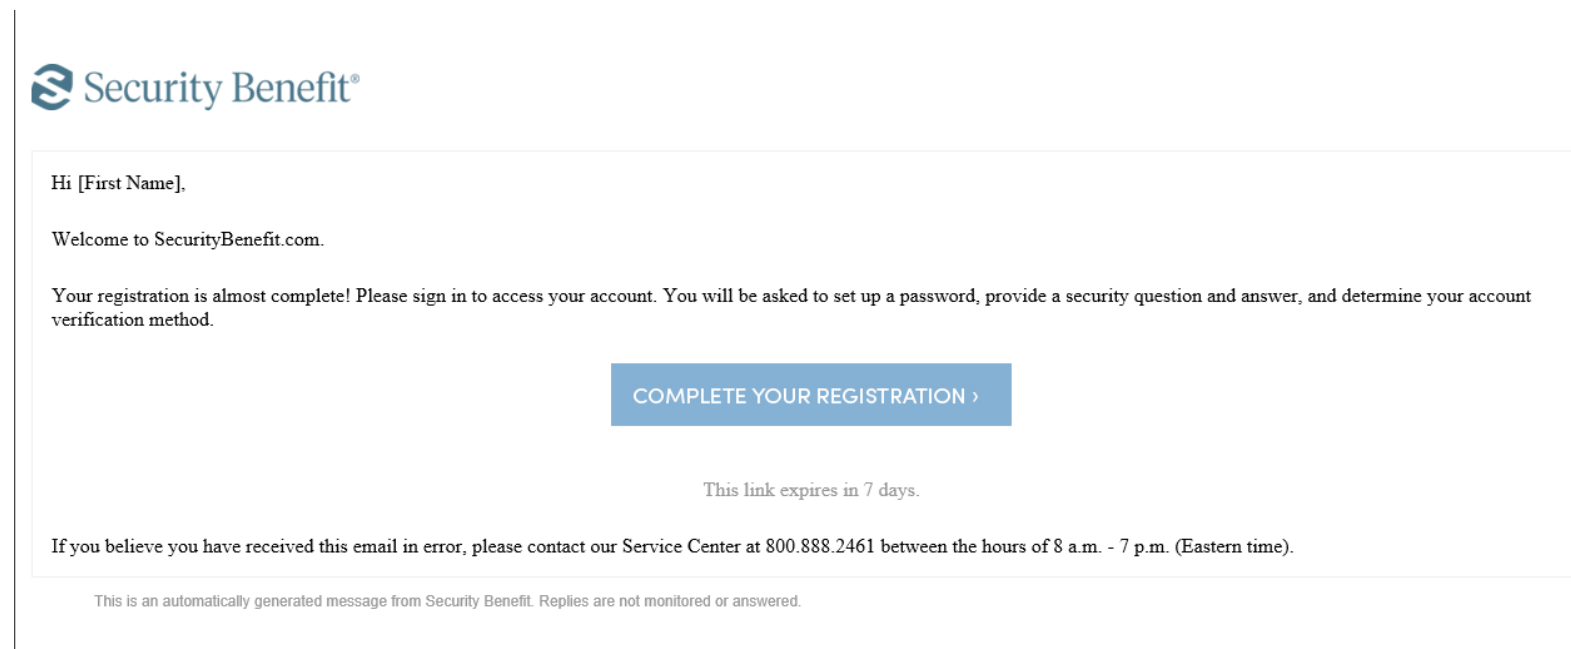 Security Benefit®
Hi [First Name],
Welcome to SecurityBenefit.com.
Your registration is almost complete! Please sign in to access your account. You will be asked to set up a password, provide a security question and answer, and determine your account
verification method.
COMPLETE YOUR REGISTRATION ›
This link expires in 7 days.
If you believe you have received this email in error, please contact our Service Center at 800.888.2461 between the hours of 8 a.m. - 7 p.m. (Eastern time).
This is an automatically generated message from Security Benefit. Replies are not monitored or answered.